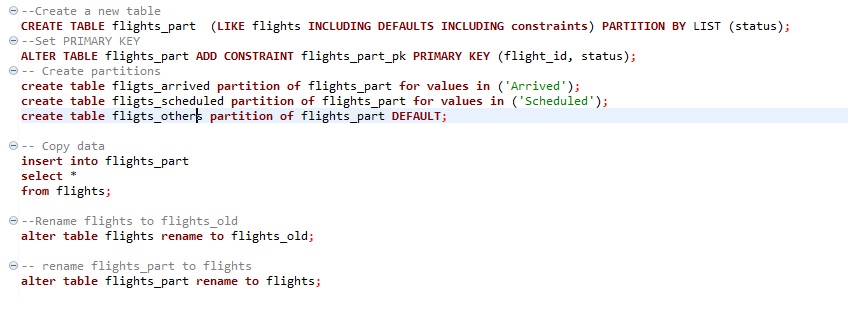 --Create a new table
CREATE TABLE flights_part  (LIKE flights INCLUDING DEFAULTS INCLUDING constraints) PARTITION BY LIST (status);
--Set PRIMARY KEY
ALTER TABLE flights_part ADD CONSTRAINT flights_part_pk PRIMARY KEY (flight_id, status);
-- Create partitions
create table fligts_arrived partition of flights_part for values in ('Arrived');
create table fligts_scheduled partition of flights_part for values in ('Scheduled');
create table fligts_others partition of flights_part DEFAULT;
-- Copy data
insert into flights_part
select *
from flights;
--Rename flights to flights_old
alter table flights rename to flights_old;
-- rename flights_part to flights
alter table flights_part rename to flights;